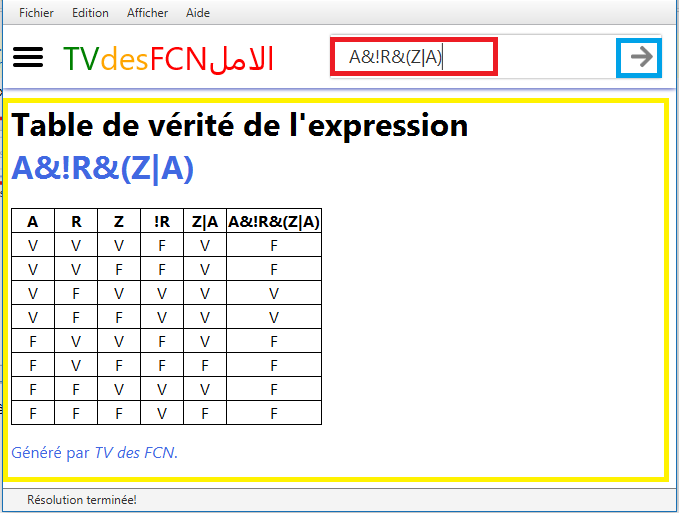 Fichier Edition Afficher Aide
TVdesFCNالامل A&!R&(Z|A)
Table de vérité de l'expression
A&!R&(Z|A)
A R Z !R Z|A A&!R&(Z|A)
V V V F V F
V V F F V F
V F V V V V
V F F V V V
F V V F V F
F V F F F F
F F V V V F
F F F V F F
Généré par TV des FCN.
Résolution terminée!